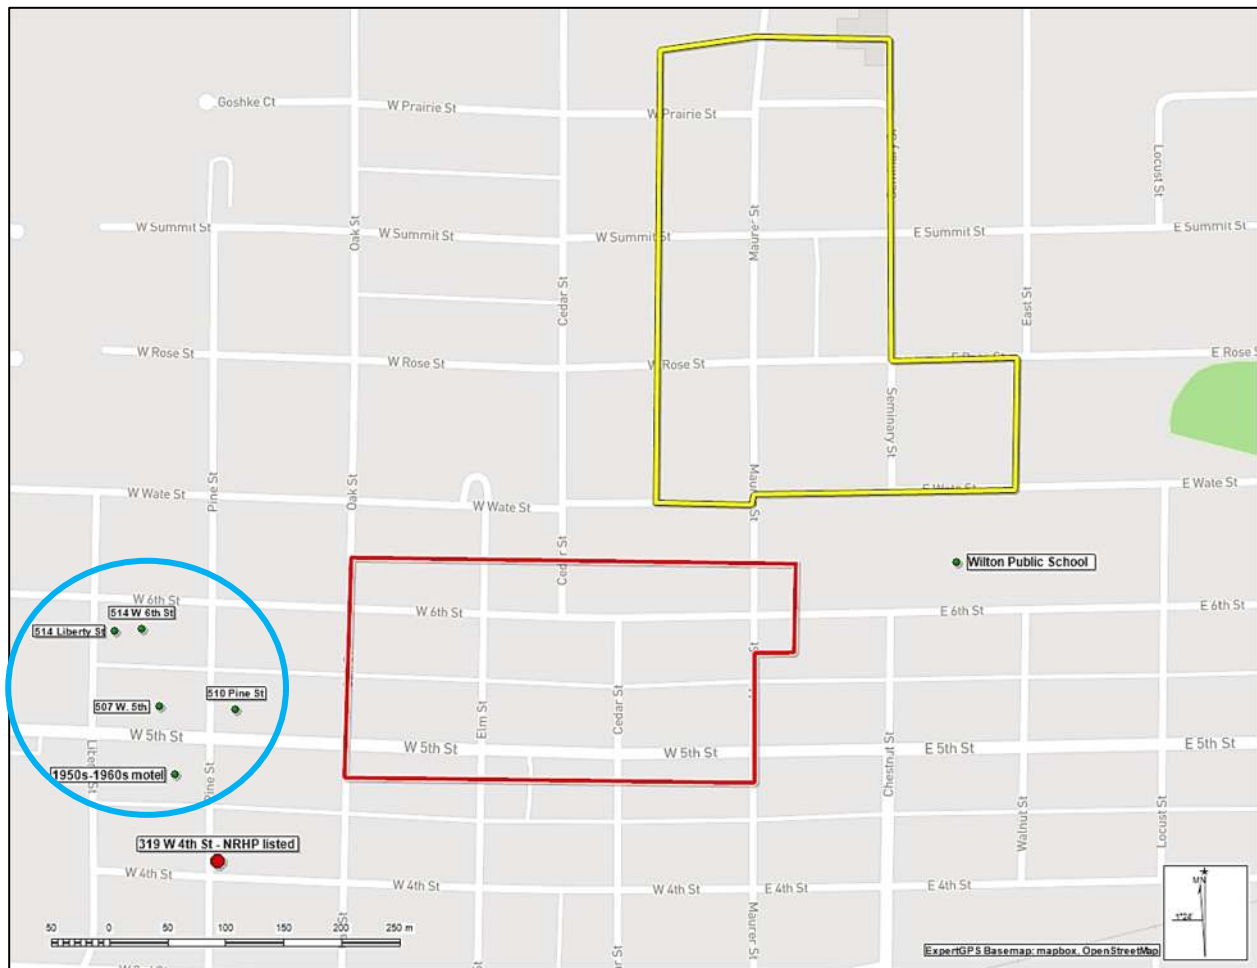 Goshke Ct
W Prairie St
W Prairie St
Locust St
W Summit St
Oak St
W Summit St
W Summit St
Maurer St
E Summit St
E Summit St
Cedar St
East St
W Rose St
W Rose St
W Rose St
E Rose St
Seminary St
Pine St
Oak St
W Wate St
W Wate St
E Wate St
E Wate St
Cedar St
Wilton Public School
W 6th St
514 W 6th St
514 Liberty St
W 6th St
E 6th St
E 6th St
507 W. 5th
510 Pine St
Elm St
Cedar St
W 5th St
W 5th St
W 5th St
E 5th St
E 5th St
Chestnut St
1950s-1960s motel
Pine St
Walnut St
Locust St
319 W 4th St - NRHP listed
W 4th St
W 4th St
W 4th St
E 4th St
E 4th St
Maurer St
MN
1°24'
50 0 50 100 150 200 250 m
ExpertGPS Basemap: mapbox, OpenStreetMap